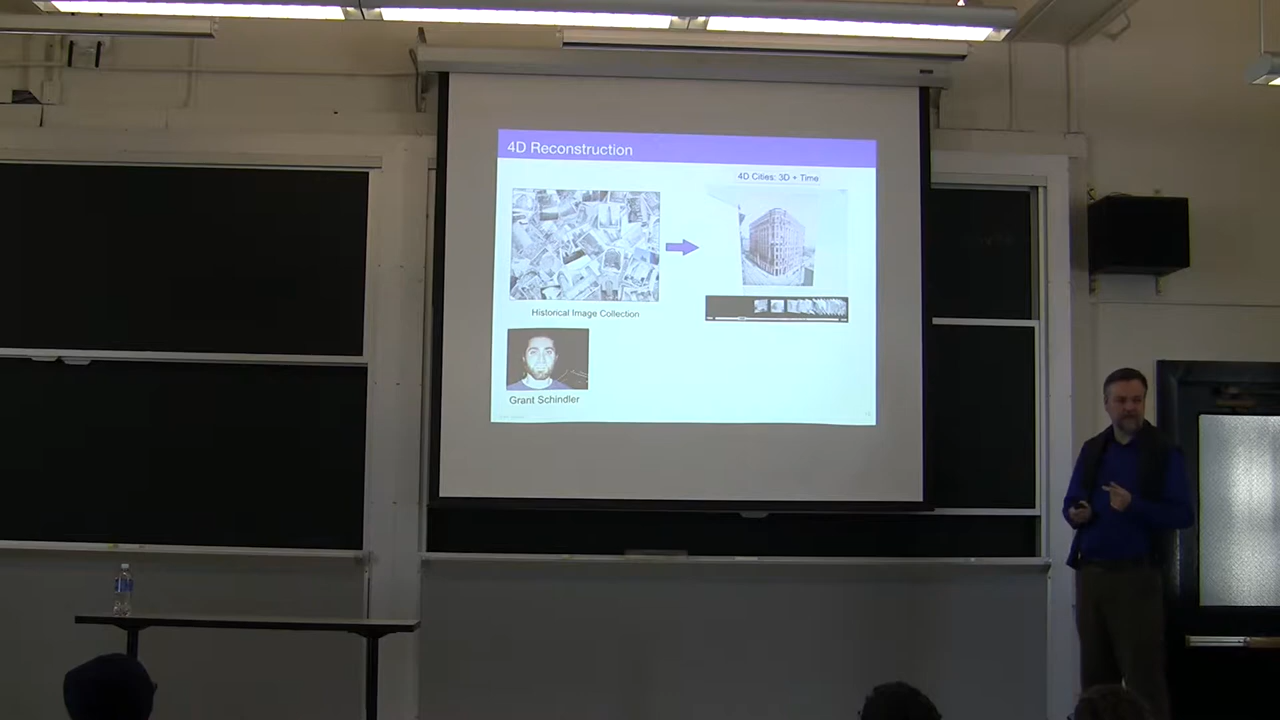 4D Reconstruction
4D Cities: 3D + Time
Historical Image Collection
Grant Schindler